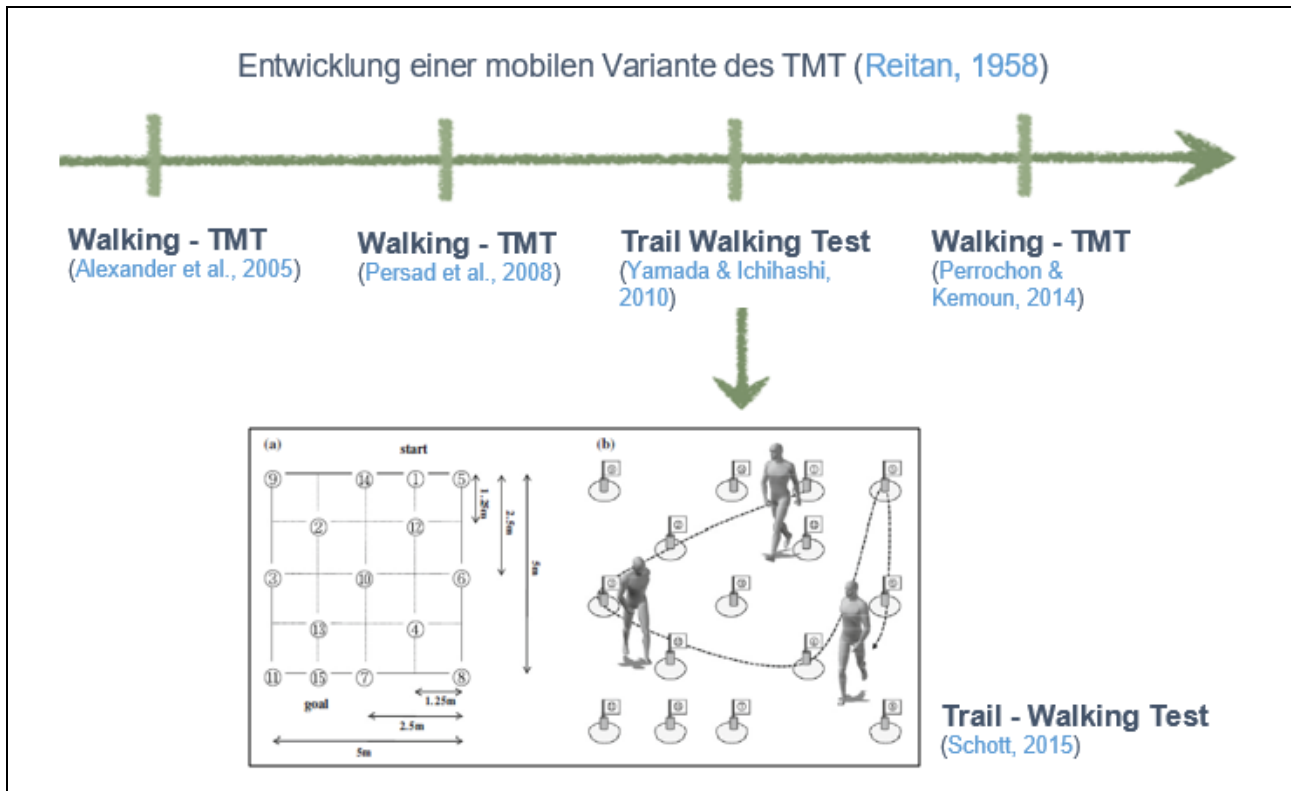 Entwicklung einer mobilen Variante des TMT (Reitan, 1958)
Walking - TMT
(Alexander et al., 2005)
Walking - TMT
(Persad et al., 2008)
Trail Walking Test
(Yamada & Ichihashi,
2010)
Walking - TMT
(Perrochon &
Kemoun, 2014)
(a)
start
⑨ ⑭ ① ⑤
② ⑫
③ ⑩ ⑥
⑬ ④
⑪ ⑮ ⑦ ⑧
goal
1.25m
2.5m
5m
1.25m
2.5m
5m
(b)
Trail - Walking Test
(Schott, 2015)